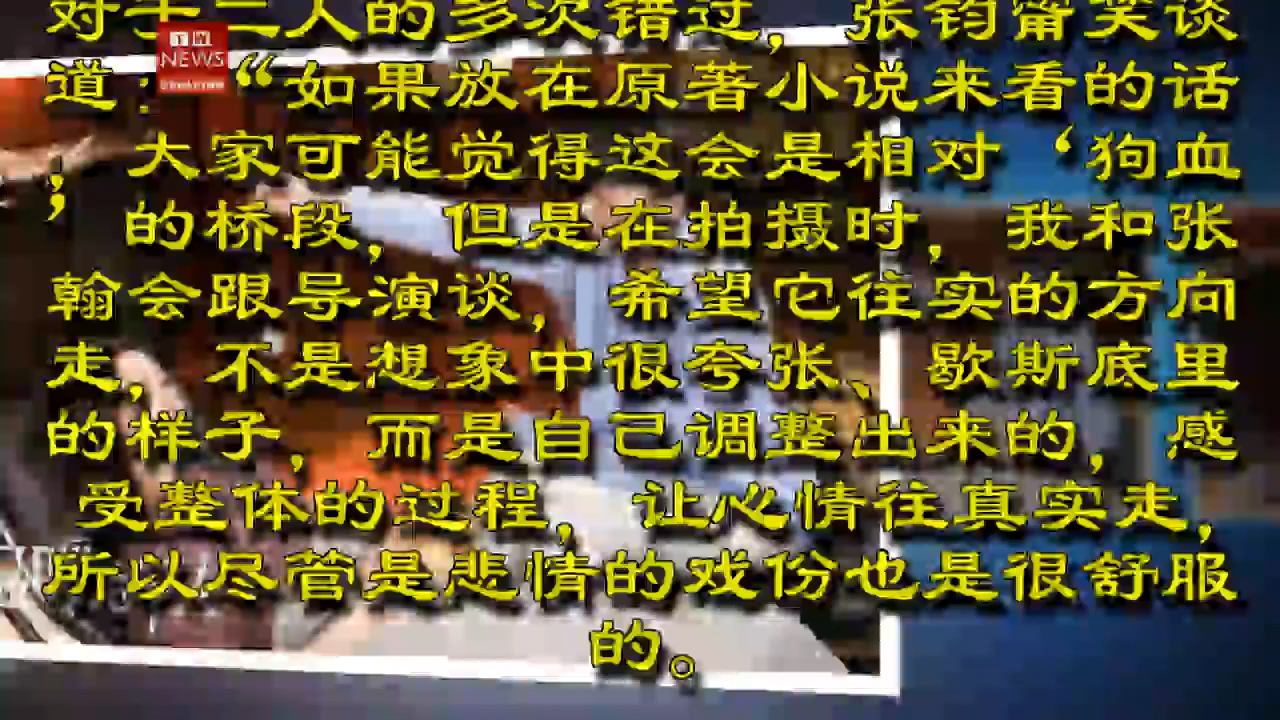 对于二人的多次错过，张钧甯笑谈
道：“如果放在原著小说来看的话
，大家可能觉得这会是相对‘狗血
’的桥段，但是在拍摄时，我和张
翰会跟导演谈，希望它往实的方向
走，不是想象中很夸张、歇斯底里
的样子，而是自己调整出来的，感
受整体的过程，让心情往真实走，
所以尽管是悲情的戏份也是很舒服
的。
NEWS